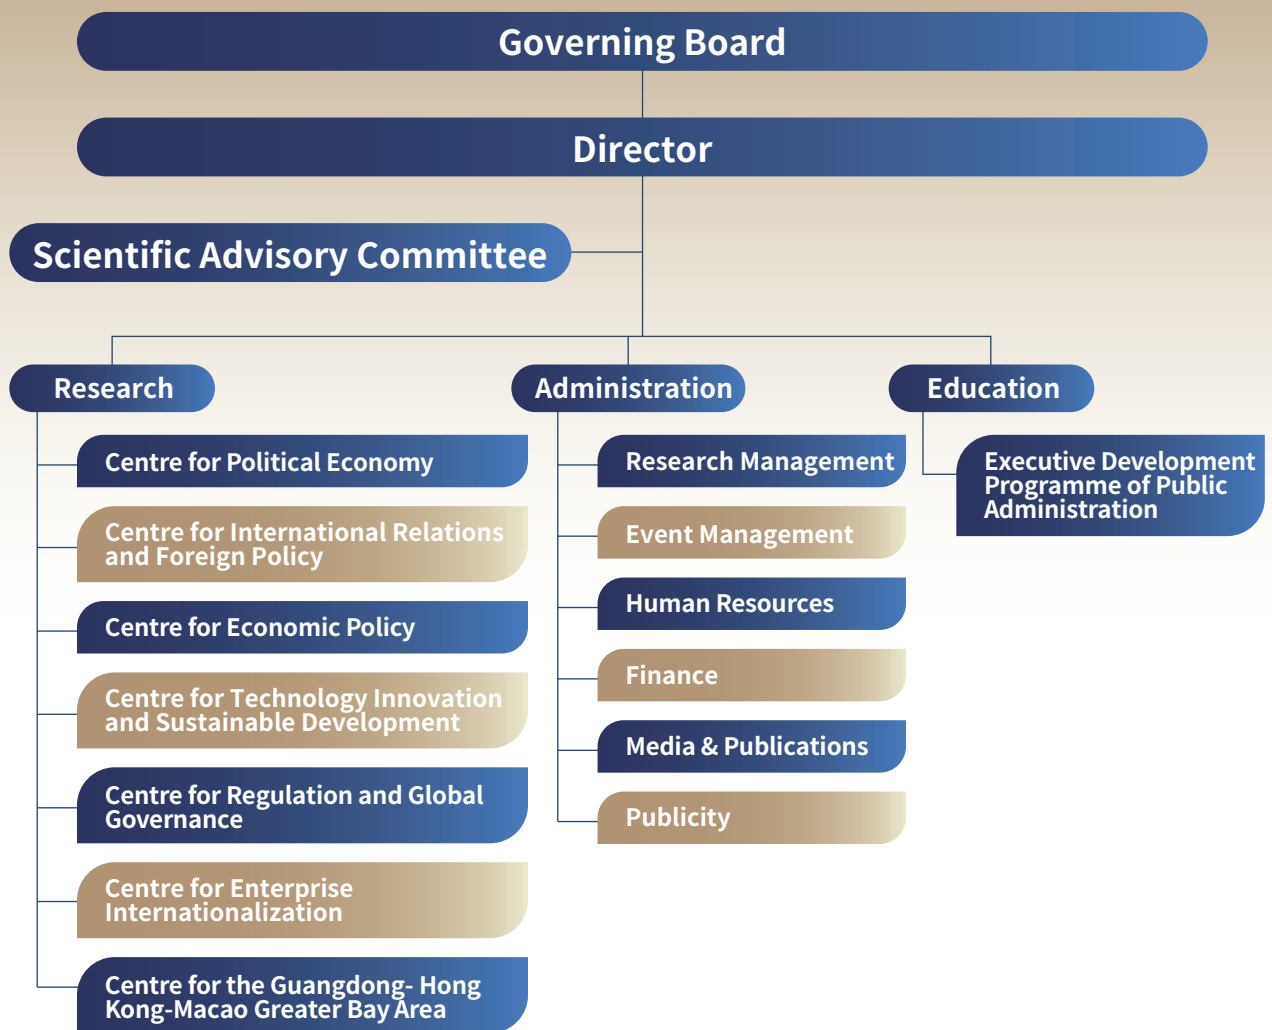 Governing Board
Director
Scientific Advisory Committee
Research
Centre for Political Economy
Centre for International Relations
and Foreign Policy
Centre for Economic Policy
Centre for Technology Innovation
and Sustainable Development
Centre for Regulation and Global
Governance
Centre for Enterprise
Internationalization
Centre for the Guangdong- Hong
Kong-Macao Greater Bay Area
Administration
Research Management
Event Management
Human Resources
Finance
Media & Publications
Publicity
Education
Executive Development
Programme of Public
Administration